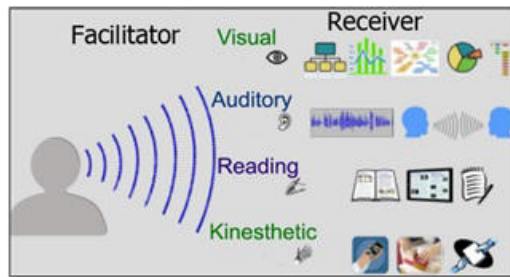 Facilitator
Receiver
Visual
Auditory
Reading
Kinesthetic